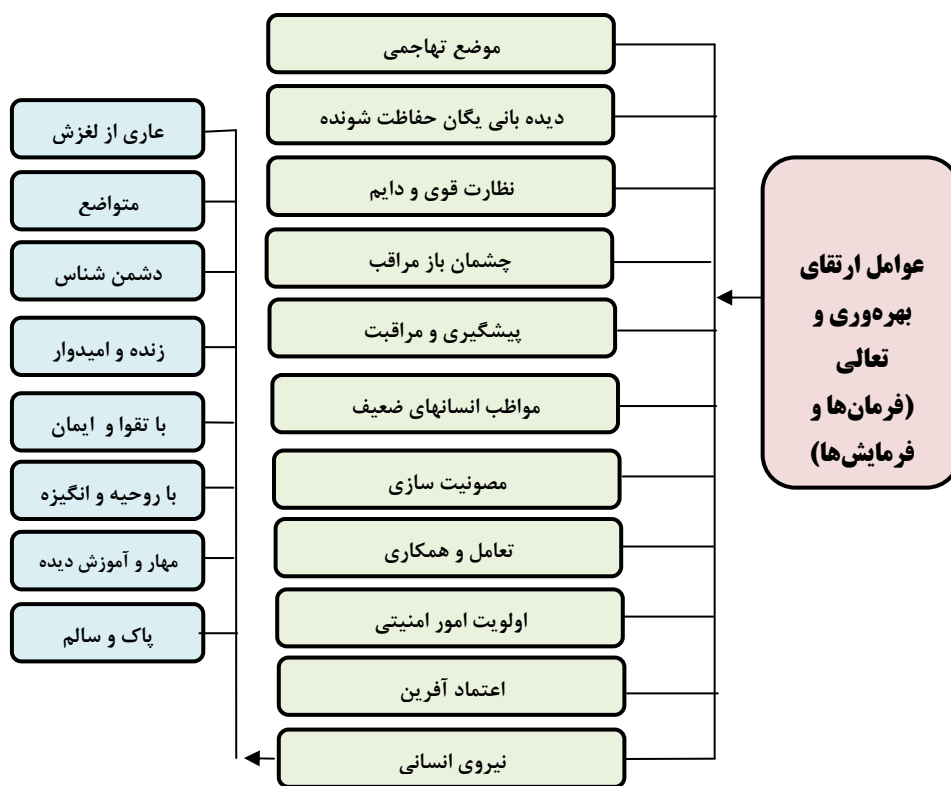 عوامل ارتقای
بهره‌وری و
تعالی
(فرمان‌ها و
فرمایش‌ها)
موضع تهاجمی
دیده بانی یگان حفاظت شونده
نظارت قوی و دایم
چشمان باز مراقب
پیشگیری و مراقبت
مواظب انسانهای ضعیف
مصونیت سازی
تعامل و همکاری
اولویت امور امنیتی
اعتماد آفرین
نیروی انسانی
عاری از لغزش
متواضع
دشمن شناس
زنده و امیدوار
با تقوا و ایمان
با روحیه و انگیزه
مهار و آموزش دیده
پاک و سالم